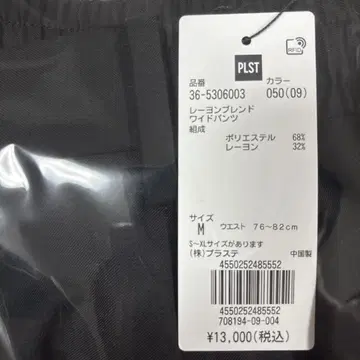 PLST
RFID
品番
カラー
36-5306003
050(09)
レーヨンブレンド
ワイドパンツ
組成
ポリエステル 68%
レーヨン 32%
サイズ
M ウエスト 76~82cm
S~XLサイズがあります
(株)プラステ 中国製
4550252485552
4550252485552
708194-09-004
¥13,000(税込)